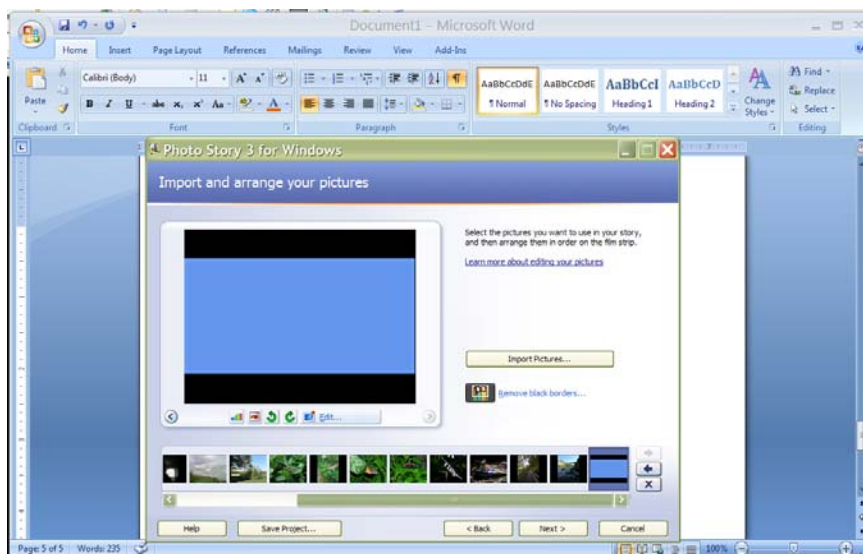 Document1 - Microsoft Word
Home Insert Page Layout References Mailings Review View Add-Ins
Calibri (Body) 11 A A
Find
Replace
Select
Paste
B I U abc x, x² Aa A
AaBbCcDdE AaBbCcDdE AaBbCcI AaBbCcD
¶ Normal ¶ No Spacing Heading 1 Heading 2
Change Styles
Clipboard Font Paragraph Styles Editing
Photo Story 3 for Windows
Import and arrange your pictures
Select the pictures you want to use in your story,
and then arrange them in order on the film strip.
Learn more about editing your pictures
Import Pictures...
Remove black borders...
Edit...
Help Save Project... < Back Next > Cancel
Page: 5 of 5 Words: 235 100%